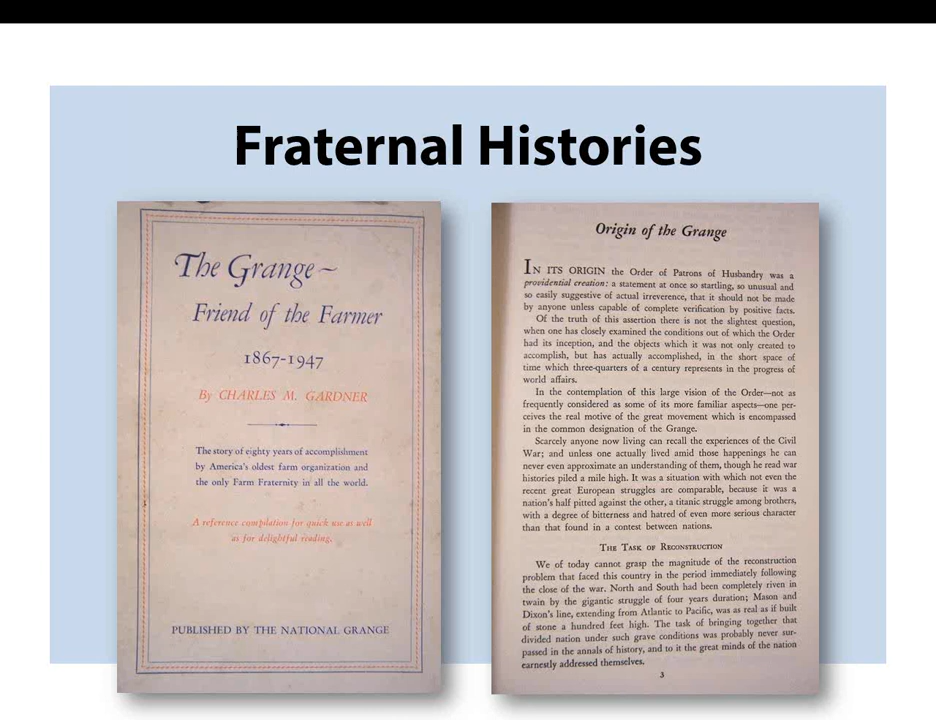 Fraternal Histories
The Grange~
Friend of the Farmer
1867-1947
By CHARLES M. GARDNER
The story of eighty years of accomplishment
by America's oldest farm organization and
the only Farm Fraternity in all the world.
A reference compilation for quick use as well
as for delightful reading.
PUBLISHED BY THE NATIONAL GRANGE
Origin of the Grange
IN ITS ORIGIN the Order of Patrons of Husbandry was a
providential creation: a statement at once so startling, so unusual and
so easily suggestive of actual irreverence, that it should not be made
by anyone unless capable of complete verification by positive facts.
Of the truth of this assertion there is not the slightest question,
when one has closely examined the conditions out of which the Order
had its inception, and the objects which it was not only created to
accomplish, but has actually accomplished, in the short space of
time which three-quarters of a century represents in the progress of
world affairs.
In the contemplation of this large vision of the Order—not as
frequently considered as some of its more familiar aspects—one per-
ceives the real motive of the great movement which is encompassed
in the common designation of the Grange.
Scarcely anyone now living can recall the experiences of the Civil
War; and unless one actually lived amid those happenings he can
never even approximate an understanding of them, though he read war
histories piled a mile high. It was a situation with which not even the
recent great European struggles are comparable, because it was a
nation's half pitted against the other, a titanic struggle among brothers,
with a degree of bitterness and hatred of even more serious character
than that found in a contest between nations.
THE TASK OF RECONSTRUCTION
We of today cannot grasp the magnitude of the reconstruction
problem that faced this country in the period immediately following
the close of the war. North and South had been completely riven in
twain by the gigantic struggle of four years duration; Mason and
Dixon's line, extending from Atlantic to Pacific, was as real as if built
of stone a hundred feet high. The task of bringing together that
divided nation under such grave conditions was probably never sur-
passed in the annals of history, and to it the great minds of the nation
earnestly addressed themselves.
3